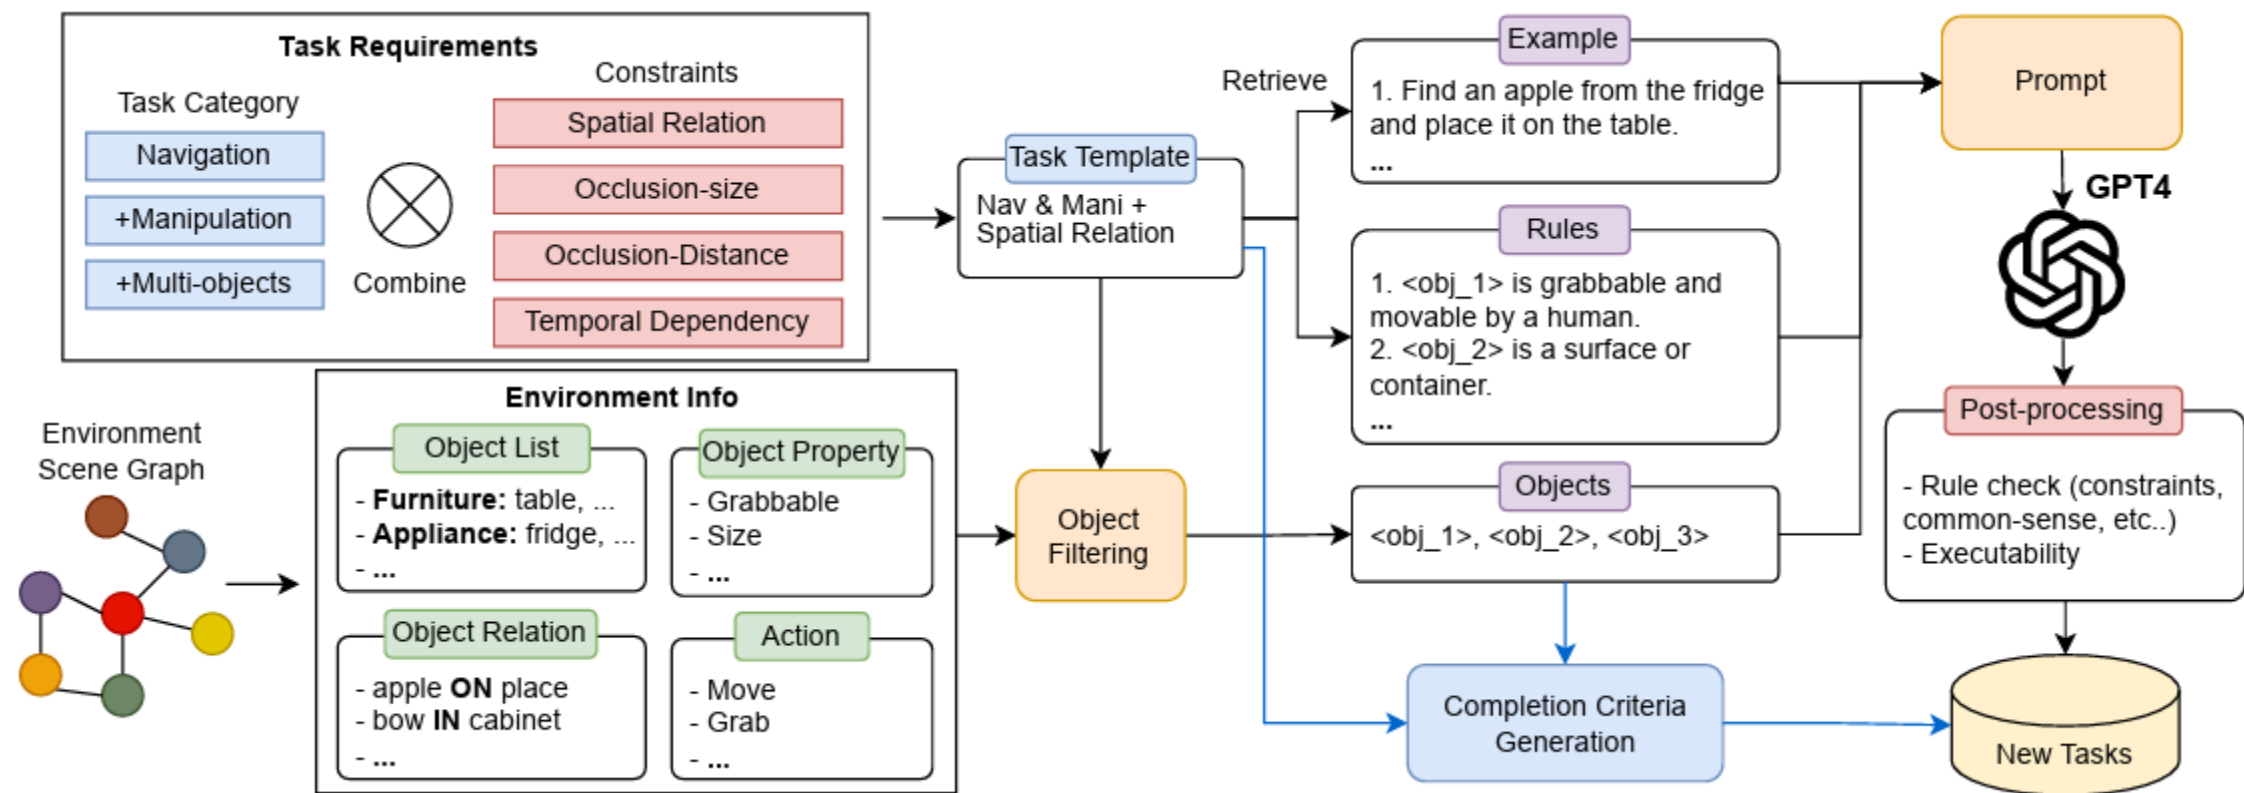 Task Requirements
Task Category
Navigation
+Manipulation
+Multi-objects
Combine
Constraints
Spatial Relation
Occlusion-size
Occlusion-Distance
Temporal Dependency
Environment
Scene Graph
Environment Info
Object List
- Furniture: table, ...
- Appliance: fridge, ...
- ...
Object Property
- Grabbable
- Size
- ...
Object Relation
- apple ON place
- bow IN cabinet
- ...
Action
- Move
- Grab
- ...
Task Template
Nav & Mani +
Spatial Relation
Object
Filtering
Retrieve
Example
1. Find an apple from the fridge
and place it on the table.
...
Rules
1. <obj_1> is grabbable and
movable by a human.
2. <obj_2> is a surface or
container.
...
Objects
<obj_1>, <obj_2>, <obj_3>
Completion Criteria
Generation
Prompt
GPT4
Post-processing
- Rule check (constraints,
common-sense, etc..)
- Executability
New Tasks